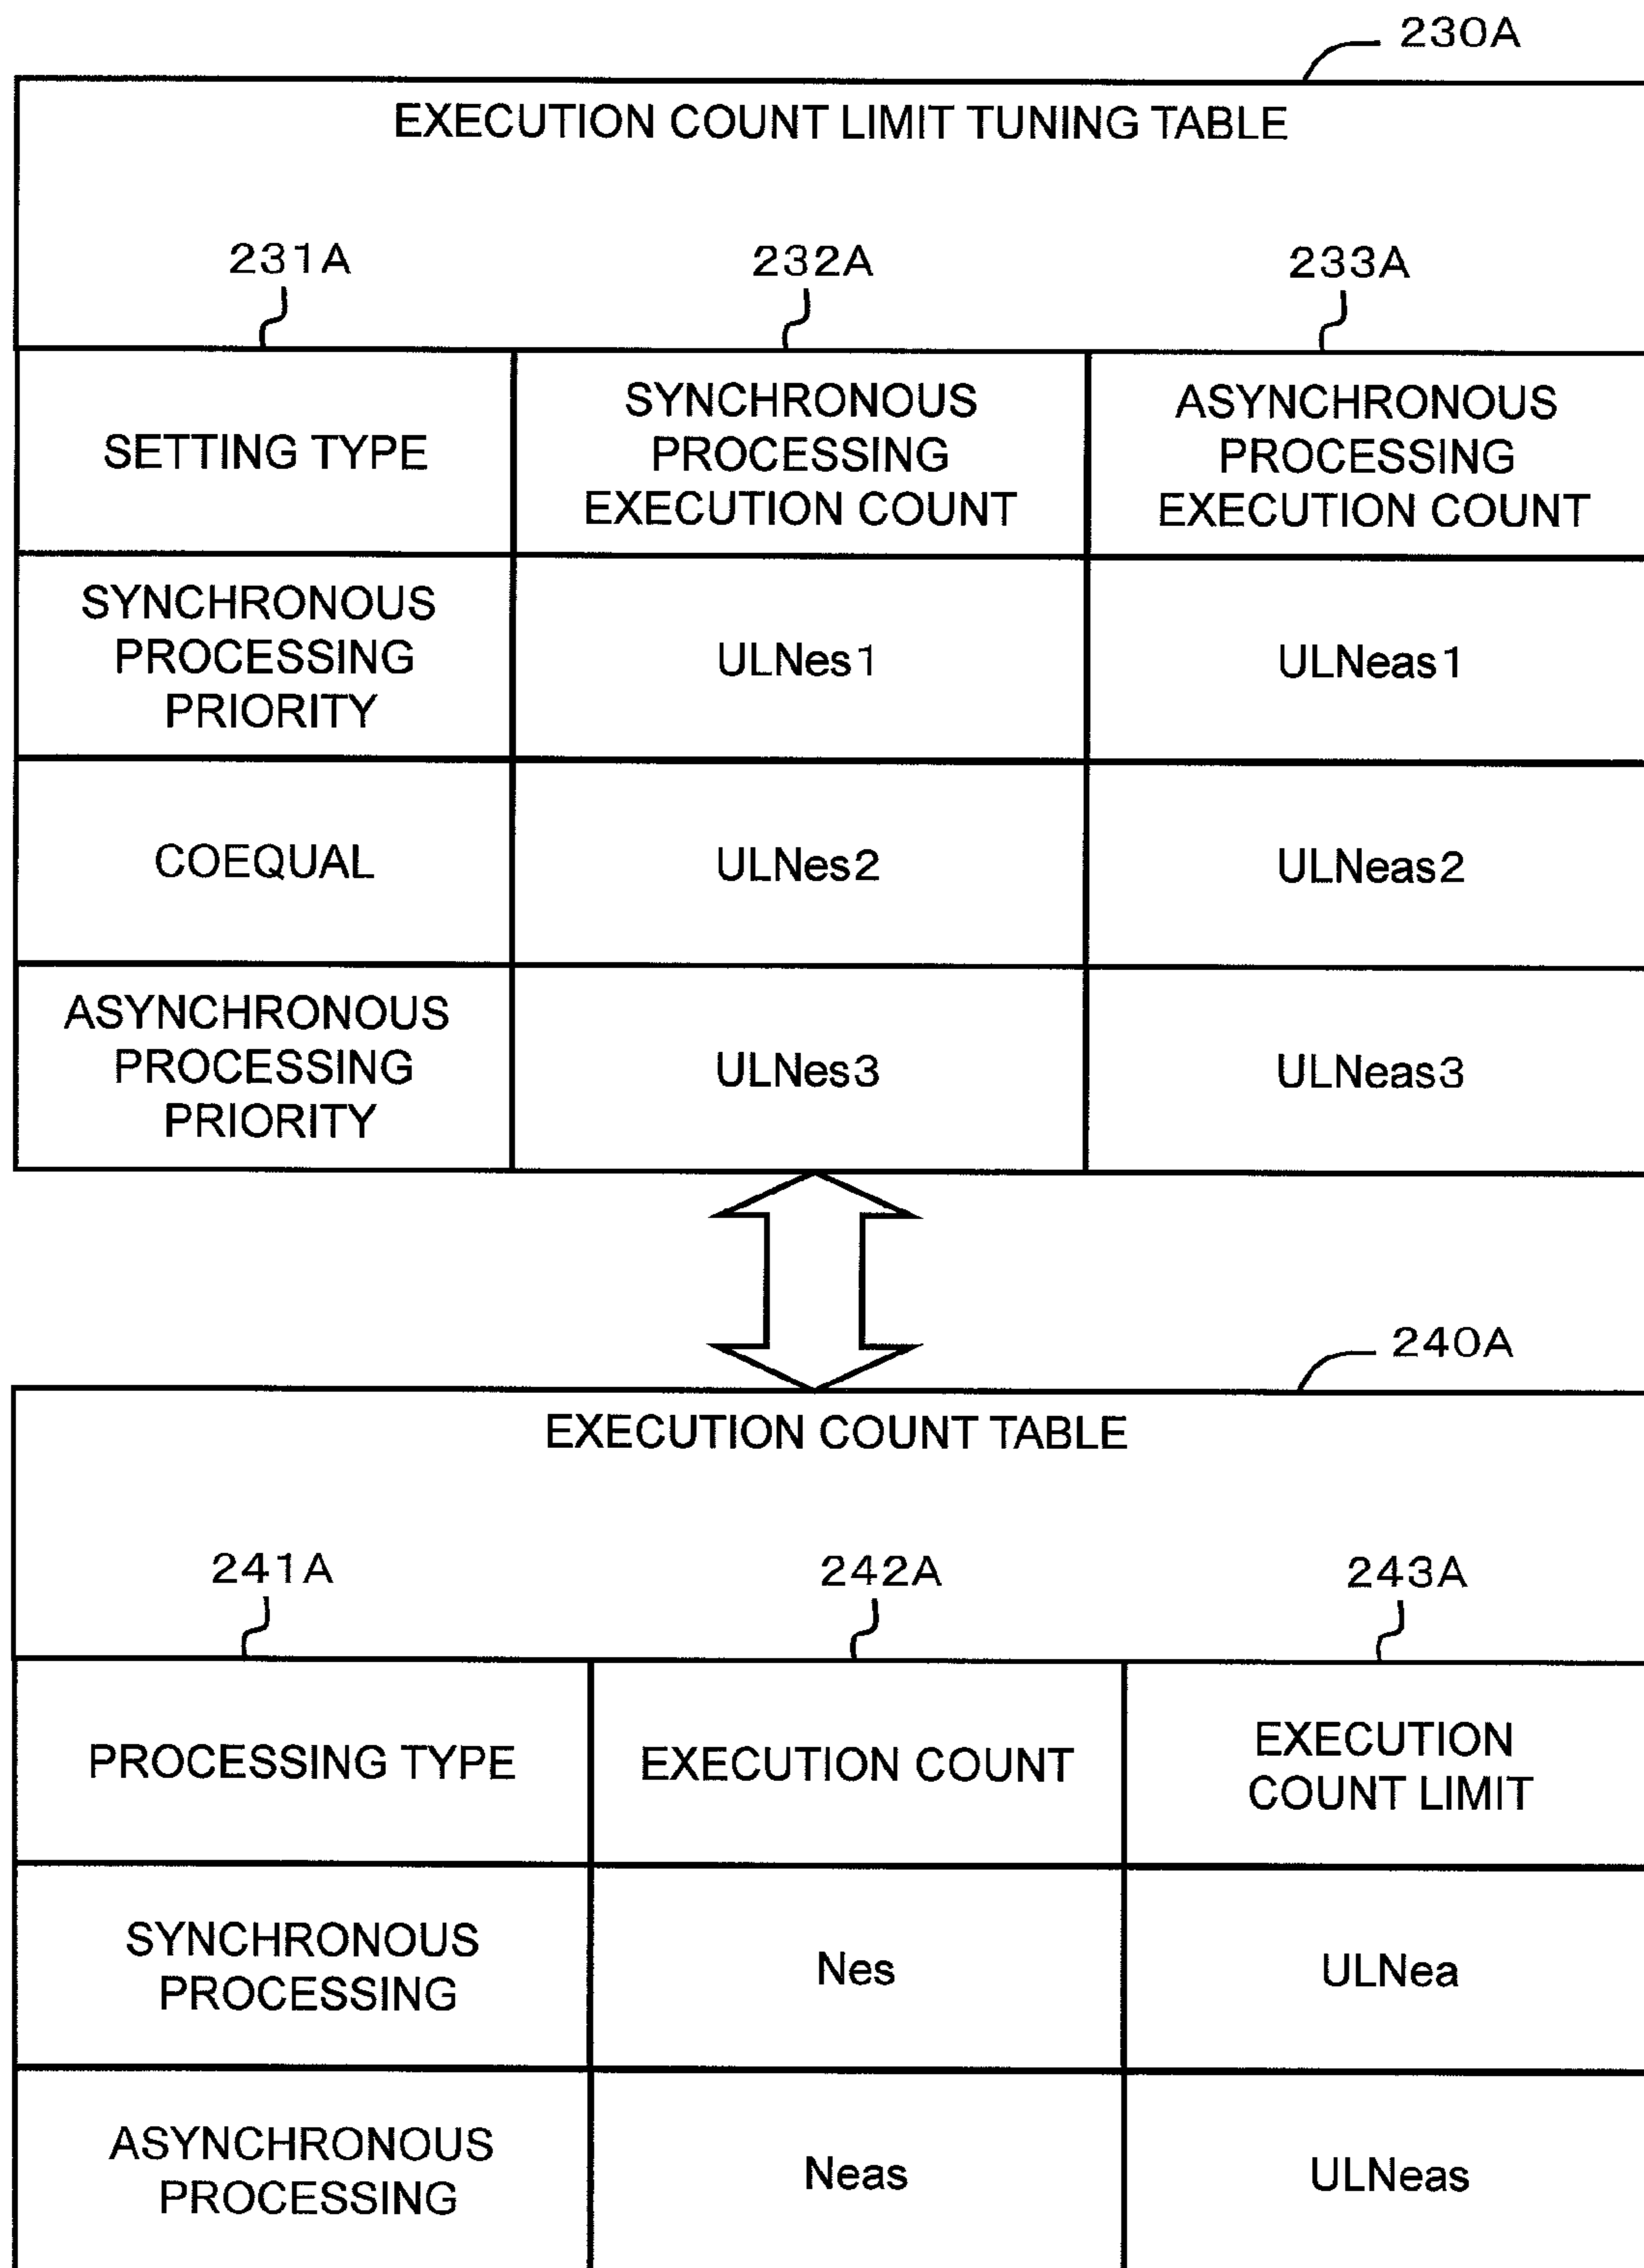 230A
EXECUTION COUNT LIMIT TUNING TABLE
231A 232A 233A
SETTING TYPE
SYNCHRONOUS
PROCESSING
EXECUTION COUNT
ASYNCHRONOUS
PROCESSING
EXECUTION COUNT
SYNCHRONOUS
PROCESSING
PRIORITY
ULNes1
ULNeas1
COEQUAL
ULNes2
ULNeas2
ASYNCHRONOUS
PROCESSING
PRIORITY
ULNes3
ULNeas3
240A
EXECUTION COUNT TABLE
241A 242A 243A
PROCESSING TYPE
EXECUTION COUNT
EXECUTION
COUNT LIMIT
SYNCHRONOUS
PROCESSING
Nes
ULNea
ASYNCHRONOUS
PROCESSING
Neas
ULNeas